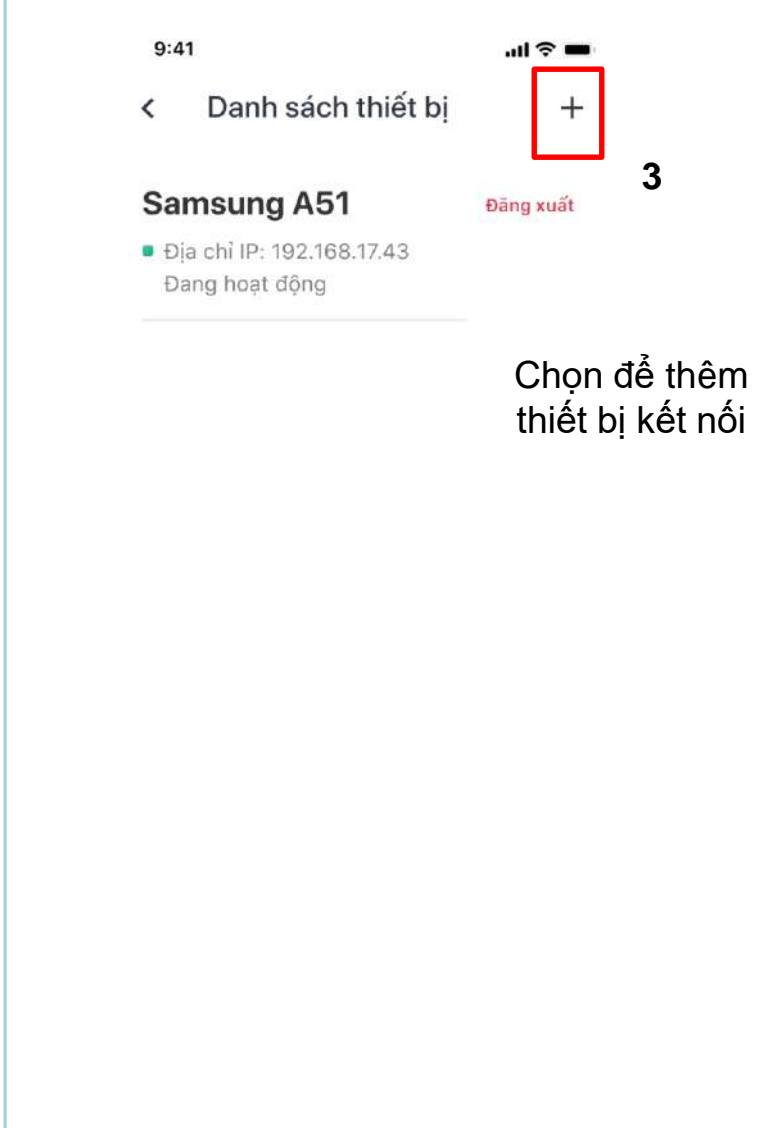 9:41
Danh sách thiết bị
3
Samsung A51
Đăng xuất
Địa chỉ IP: 192.168.17.43
Đang hoạt động
Chọn để thêm
thiết bị kết nối